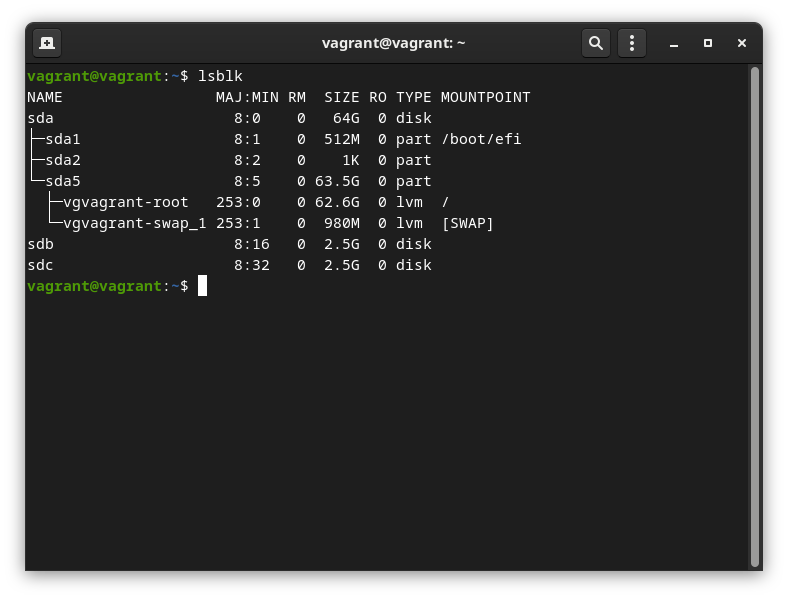 vagrant@vagrant: ~
vagrant@vagrant:~$ lsblk
NAME                 MAJ:MIN RM  SIZE RO TYPE MOUNTPOINT
sda                    8:0    0   64G  0 disk
├─sda1                 8:1    0  512M  0 part /boot/efi
├─sda2                 8:2    0    1K  0 part
└─sda5                 8:5    0 63.5G  0 part
  ├─vgvagrant-root   253:0    0 62.6G  0 lvm  /
  └─vgvagrant-swap_1 253:1    0  980M  0 lvm  [SWAP]
sdb                    8:16   0  2.5G  0 disk
sdc                    8:32   0  2.5G  0 disk
vagrant@vagrant:~$